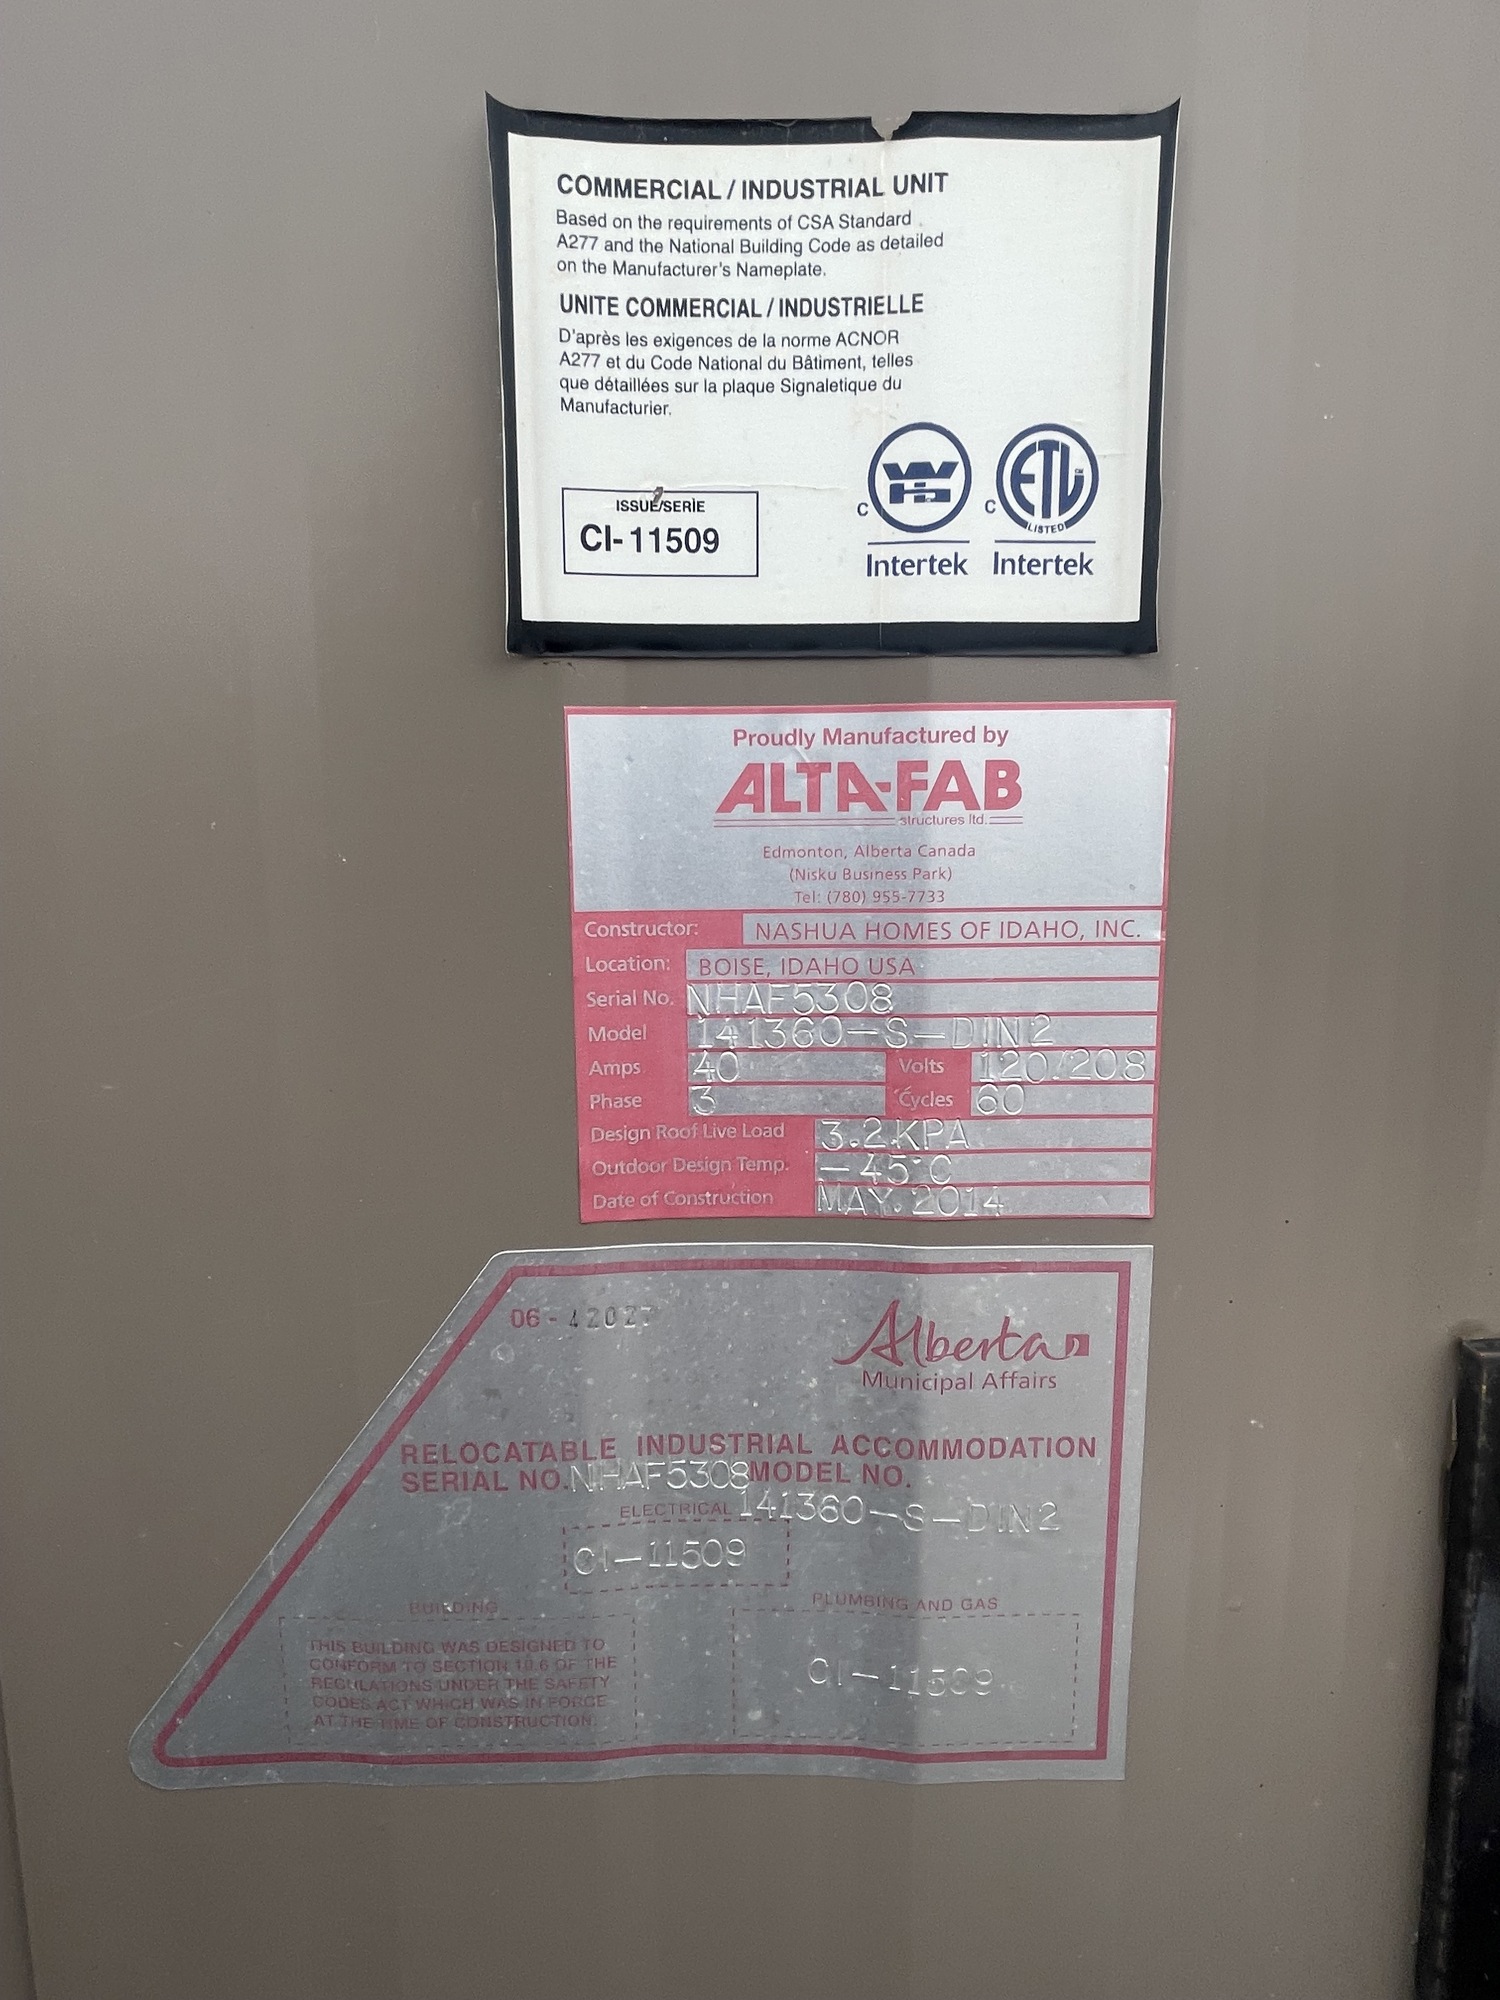 COMMERCIAL / INDUSTRIAL UNIT
Based on the requirements of CSA Standard
A277 and the National Building Code as detailed
on the Manufacturer's Nameplate.
UNITE COMMERCIAL / INDUSTRIELLE
D'après les exigences de la norme ACNOR
A277 et du Code National du Bâtiment, telles
que détaillées sur la plaque Signaletique du
Manufacturier.
ISSUE/SERIE
CI-11509
C WH C ETL CM
LISTED
Intertek Intertek
Proudly Manufactured by
ALTA-FAB
structures ltd.
Edmonton, Alberta Canada
(Nisku Business Park)
Tel: (780) 955-7733
Constructor: NASHUA HOMES OF IDAHO, INC.
Location: BOISE, IDAHO USA
Serial No. NHAF5308
Model 141360-S-DIN2
Amps 40 Volts 120/208
Phase 3 Cycles 60
Design Roof Live Load 3.2 KPA
Outdoor Design Temp. -45°C
Date of Construction MAY. 2014
06 - 42027
Alberta
Municipal Affairs
RELOCATABLE INDUSTRIAL ACCOMMODATION
SERIAL NO. NHAF5308 MODEL NO.
ELECTRICAL 141360-S-DIN2
CI-11509
BUILDING PLUMBING AND GAS
THIS BUILDING WAS DESIGNED TO
CONFORM TO SECTION 10.6 OF THE
REGULATIONS UNDER THE SAFETY
CODES ACT WHICH WAS IN FORCE
AT THE TIME OF CONSTRUCTION.
CI-11509